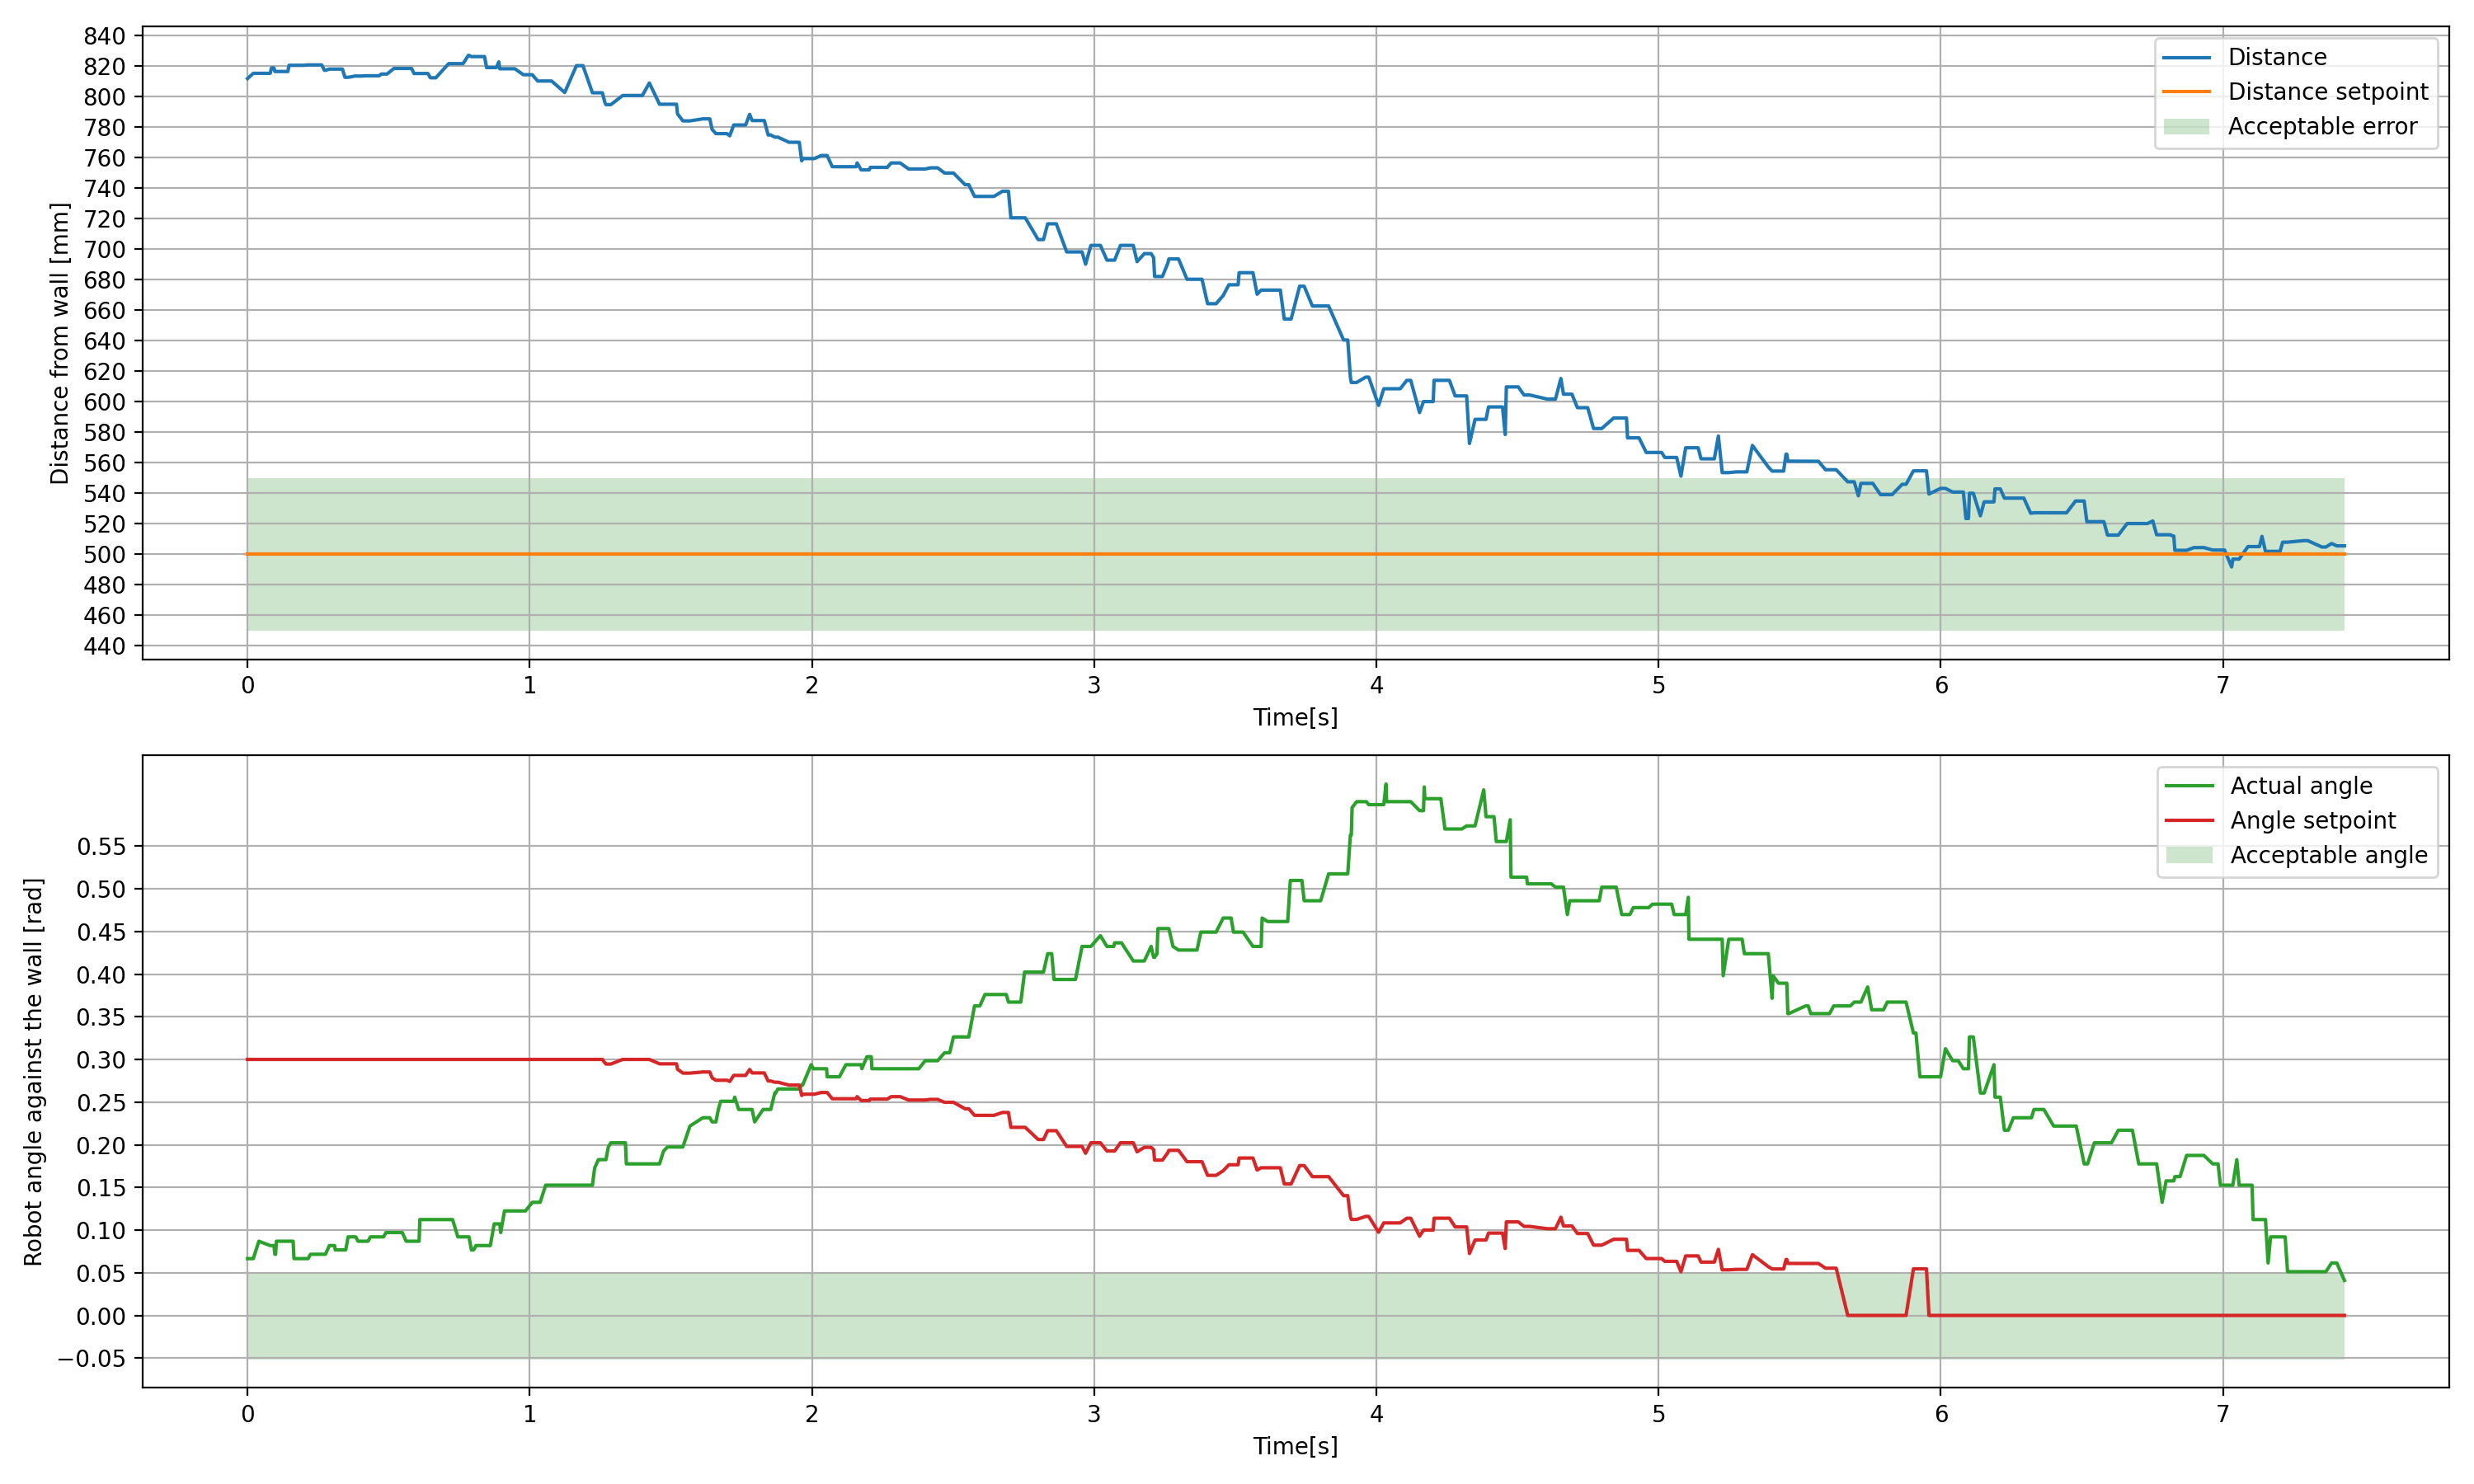 840
820
800
780
760
740
720
700
680
660
640
620
600
580
560
540
520
500
480
460
440
Distance from wall [mm]
Distance
Distance setpoint
Acceptable error
0 1 2 3 4 5 6 7
Time[s]
0.55
0.50
0.45
0.40
0.35
0.30
0.25
0.20
0.15
0.10
0.05
0.00
−0.05
Robot angle against the wall [rad]
Actual angle
Angle setpoint
Acceptable angle
0 1 2 3 4 5 6 7
Time[s]